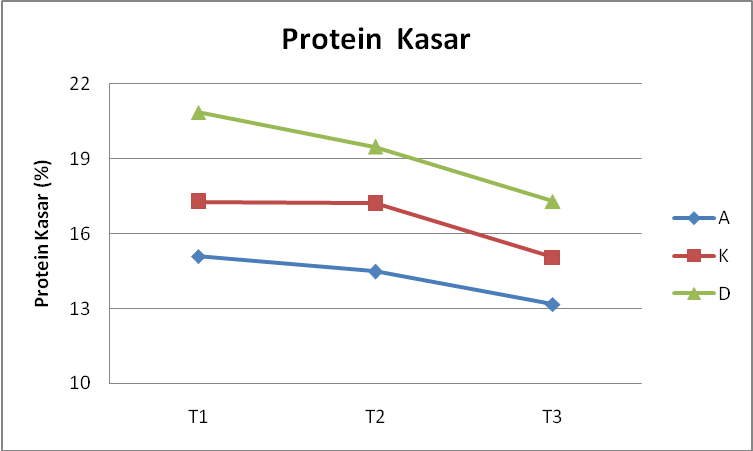 Protein Kasar
Protein Kasar (%)
22
19
16
13
10
T1 T2 T3
A
K
D